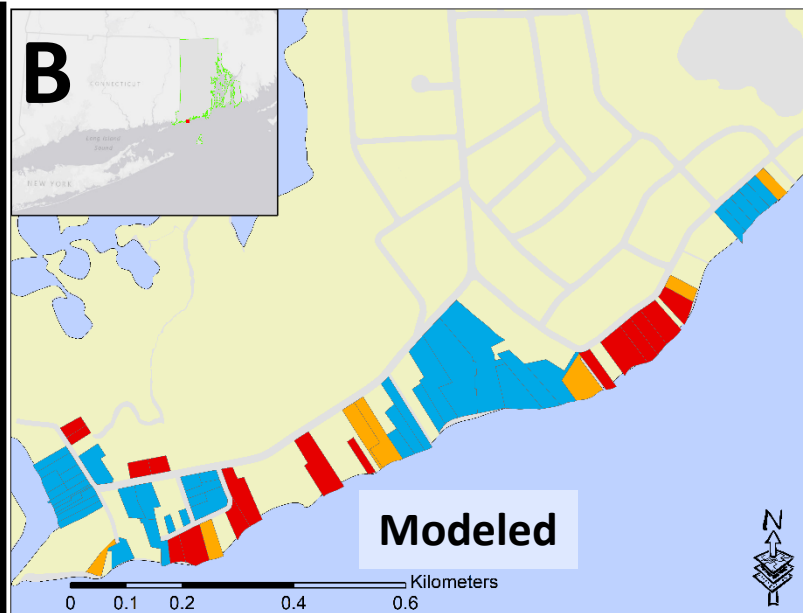 B
CONNECTICUT
Long Island
Sound
NEW YORK
Modeled
N
Kilometers
0 0.1 0.2 0.4 0.6